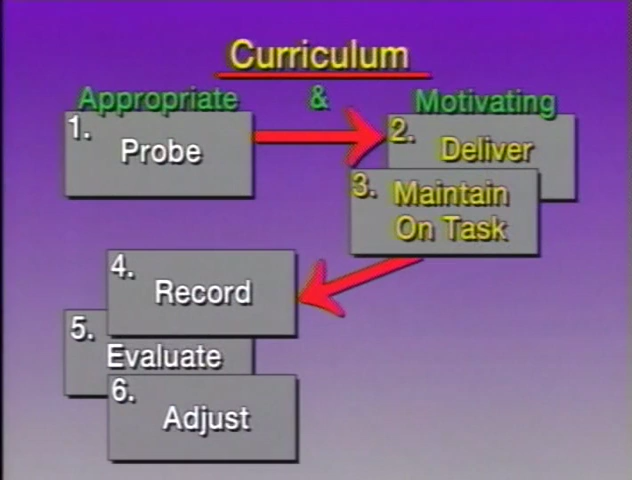 Curriculum
Appropriate & Motivating
1.
Probe
2.
Deliver
3.
Maintain
On Task
4.
Record
5.
Evaluate
6.
Adjust